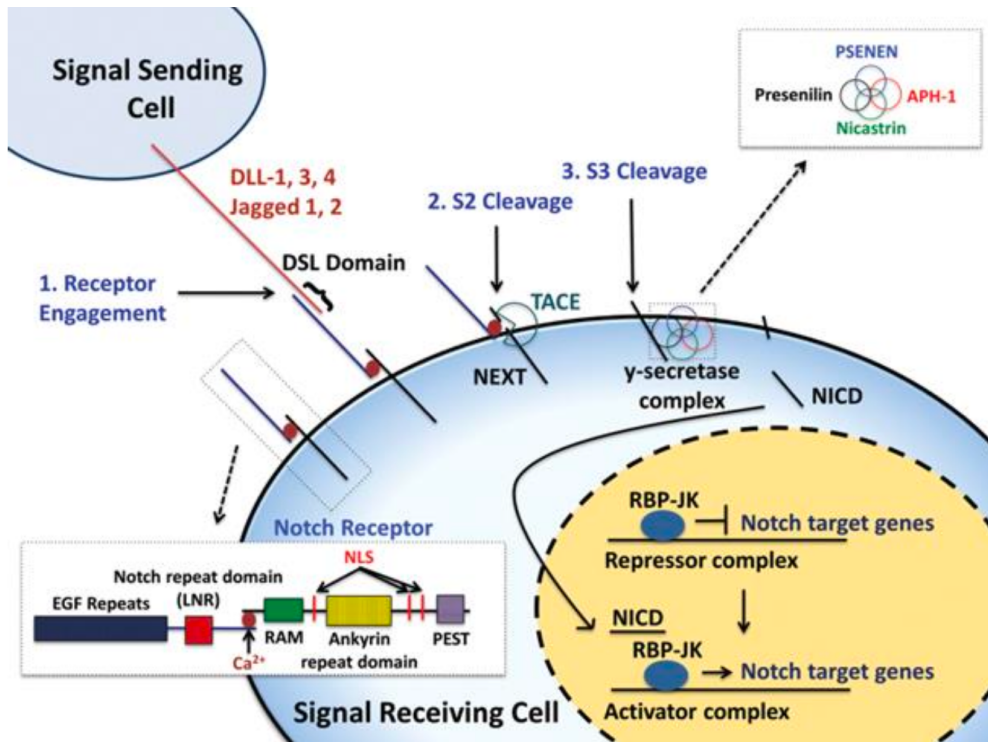 Signal Sending
Cell
PSENEN
Presenilin
APH-1
Nicastrin
DLL-1, 3, 4
Jagged 1, 2
3. S3 Cleavage
2. S2 Cleavage
DSL Domain
1. Receptor
Engagement
TACE
NEXT
y-secretase
complex
NICD
Notch Receptor
RBP-JK
Notch target genes
Repressor complex
NLS
Notch repeat domain
(LNR)
EGF Repeats
RAM
Ankyrin
repeat domain
PEST
Ca²⁺
NICD
RBP-JK
Notch target genes
Activator complex
Signal Receiving Cell